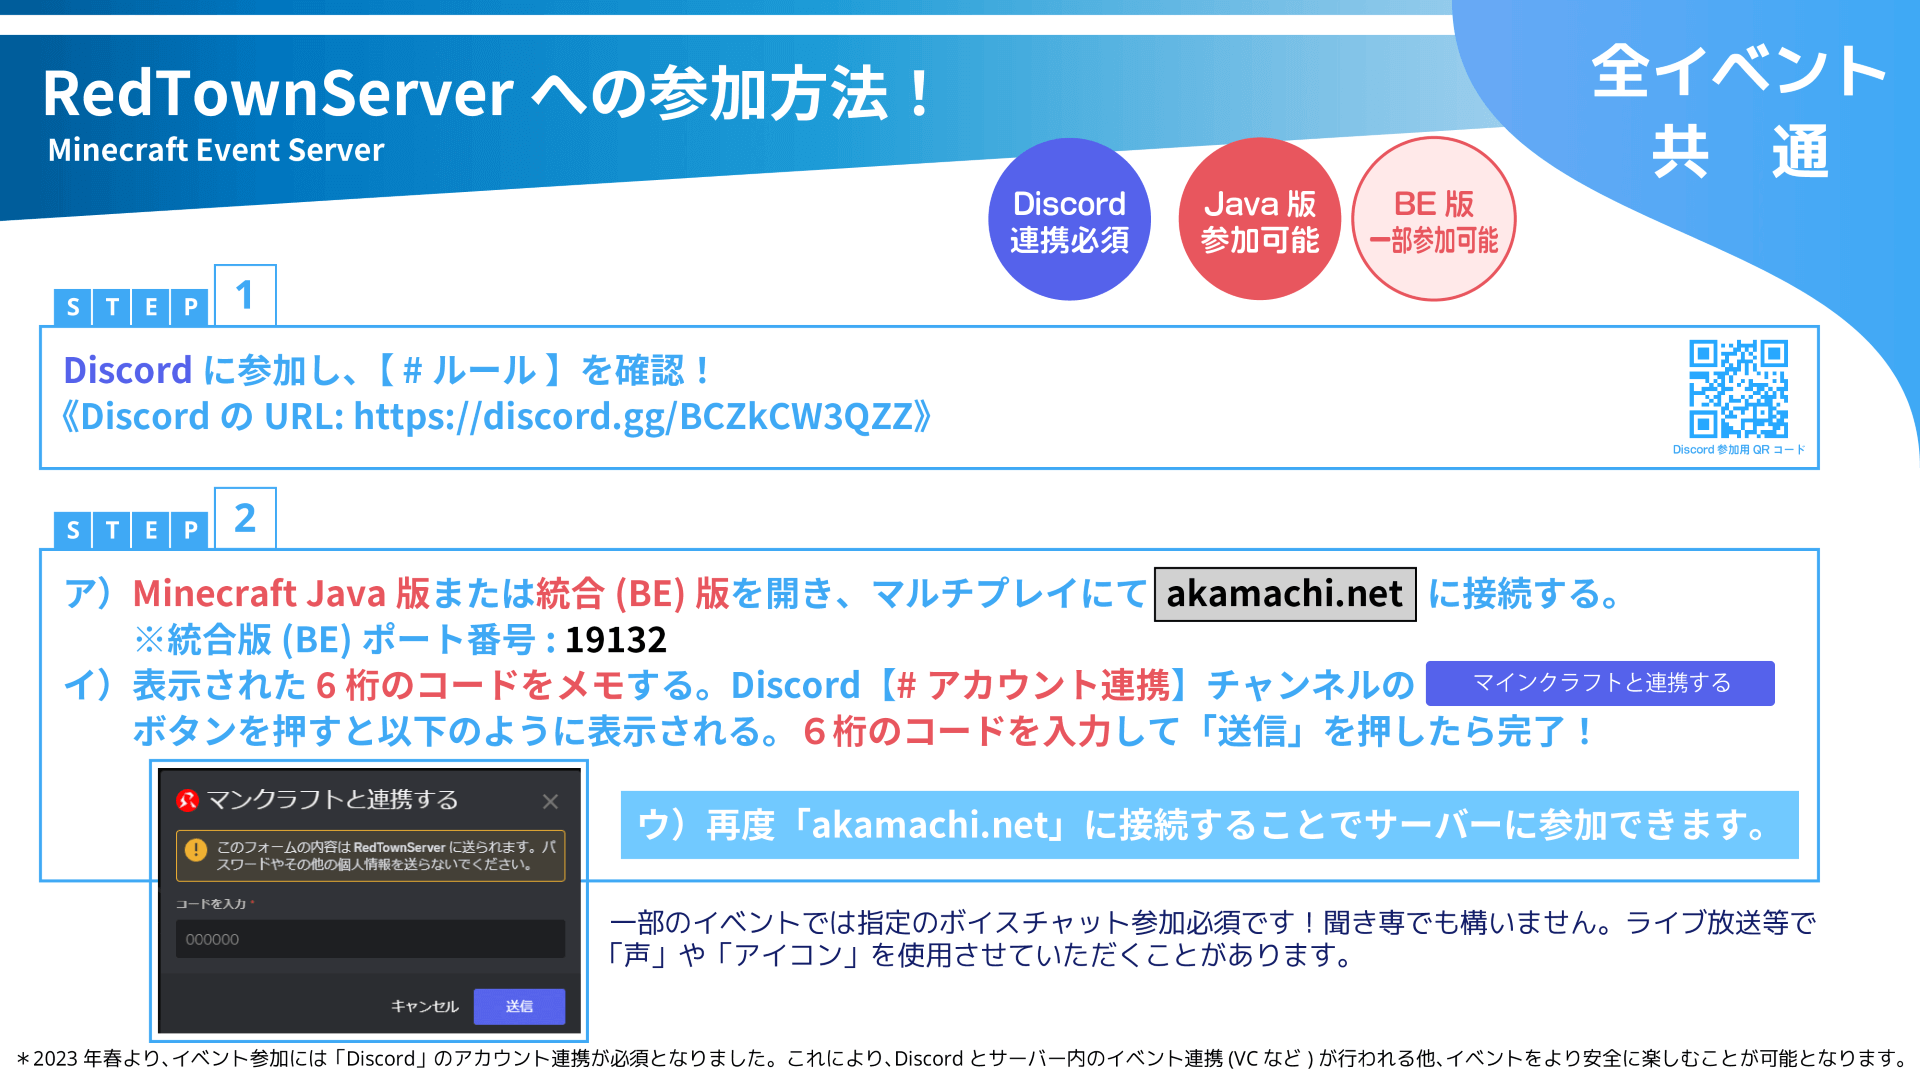 RedTownServer への参加方法！
Minecraft Event Server
全イベント
共　通
Discord
連携必須
Java 版
参加可能
BE 版
一部参加可能
STEP 1
Discord に参加し、【 # ルール 】 を確認！
《Discord の URL: https://discord.gg/BCZkCW3QZZ》
Discord 参加用 QR コード
STEP 2
ア）Minecraft Java 版または統合 (BE) 版を開き、マルチプレイにて akamachi.net に接続する。
※統合版 (BE) ポート番号 : 19132
イ）表示された 6 桁のコードをメモする。Discord【# アカウント連携】チャンネルの マインクラフトと連携する
ボタンを押すと以下のように表示される。６桁のコードを入力して「送信」を押したら完了！
マンクラフトと連携する ×
このフォームの内容は RedTownServer に送られます。パ
スワードやその他の個人情報を送らないでください。
コードを入力 *
000000
キャンセル 送信
ウ）再度「akamachi.net」に接続することでサーバーに参加できます。
一部のイベントでは指定のボイスチャット参加必須です！聞き専でも構いません。ライブ放送等で
「声」や「アイコン」を使用させていただくことがあります。
＊2023 年春より、イベント参加には「Discord」のアカウント連携が必須となりました。これにより、Discord とサーバー内のイベント連携 (VC など ) が行われる他、イベントをより安全に楽しむことが可能となります。